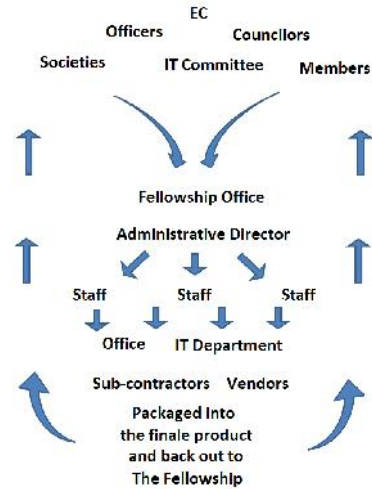 EC
Officers Councilors
Societies IT Committee Members
Fellowship Office
Administrative Director
Staff Staff Staff
Office IT Department
Sub-contractors Vendors
Packaged into
the finale product
and back out to
The Fellowship